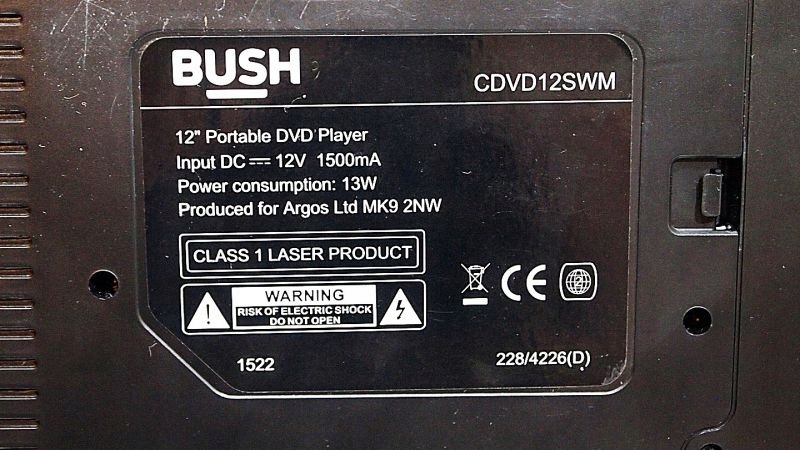 BUSH
CDVD12SWM
12" Portable DVD Player
Input DC⎓ 12V 1500mA
Power consumption: 13W
Produced for Argos Ltd MK9 2NW
CLASS 1 LASER PRODUCT
WARNING
RISK OF ELECTRIC SHOCK
DO NOT OPEN
CE
2
1522
228/4226(D)